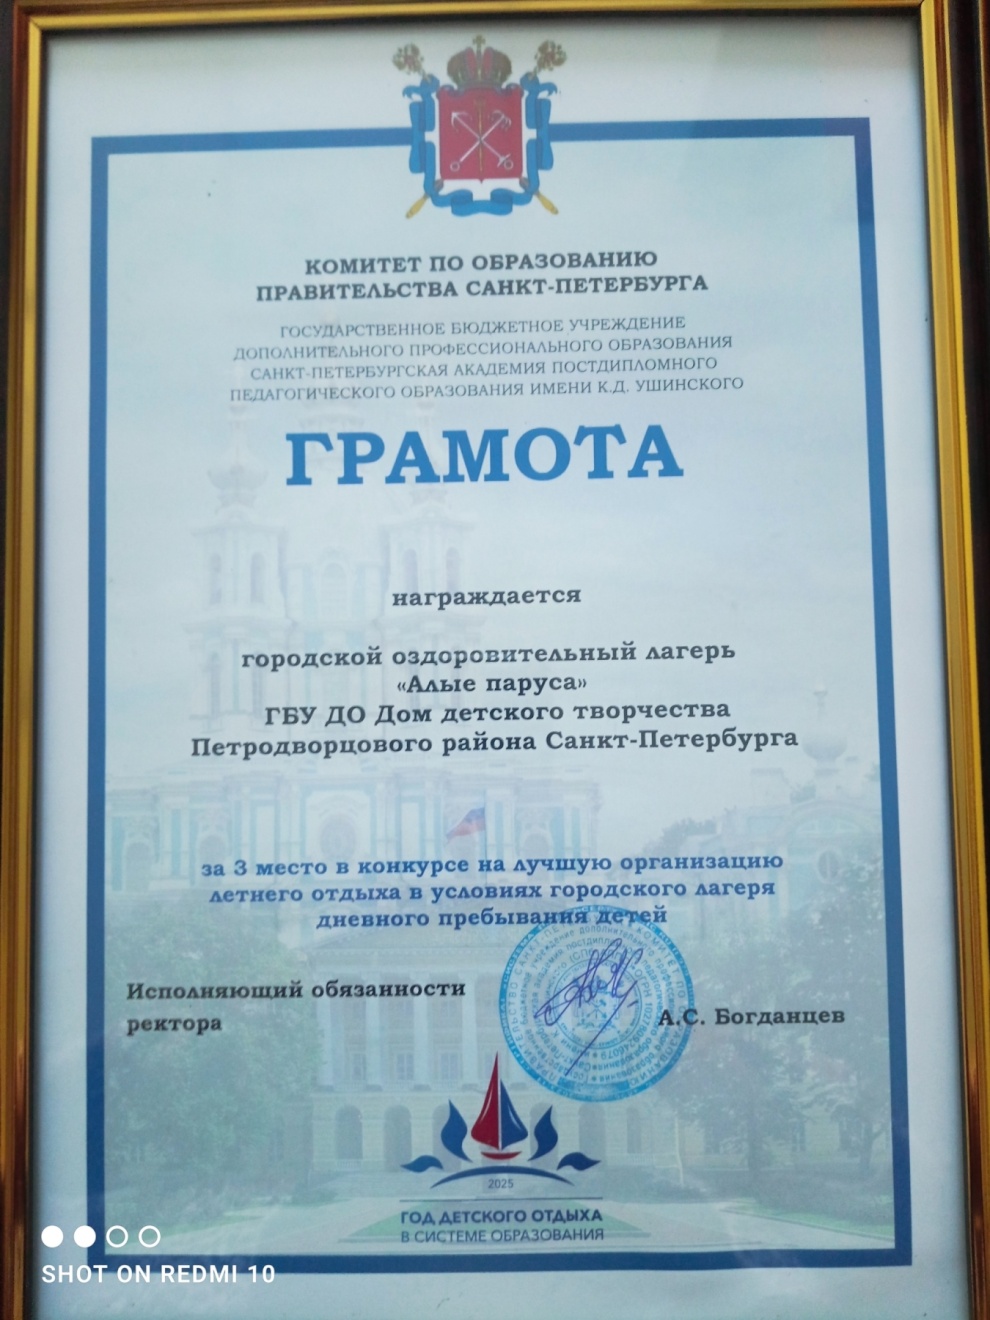 КОМИТЕТ ПО ОБРАЗОВАНИЮ
ПРАВИТЕЛЬСТВА САНКТ-ПЕТЕРБУРГА
ГОСУДАРСТВЕННОЕ БЮДЖЕТНОЕ УЧРЕЖДЕНИЕ
ДОПОЛНИТЕЛЬНОГО ПРОФЕССИОНАЛЬНОГО ОБРАЗОВАНИЯ
САНКТ-ПЕТЕРБУРГСКАЯ АКАДЕМИЯ ПОСТДИПЛОМНОГО
ПЕДАГОГИЧЕСКОГО ОБРАЗОВАНИЯ ИМЕНИ К.Д. УШИНСКОГО
ГРАМОТА
награждается
городской оздоровительный лагерь
«Алые паруса»
ГБУ ДО Дом детского творчества
Петродворцового района Санкт-Петербурга
за 3 место в конкурсе на лучшую организацию
летнего отдыха в условиях городского лагеря
дневного пребывания детей
Исполняющий обязанности
ректора
А.С. Богданцев
2025
ГОД ДЕТСКОГО ОТДЫХА
В СИСТЕМЕ ОБРАЗОВАНИЯ
SHOT ON REDMI 10